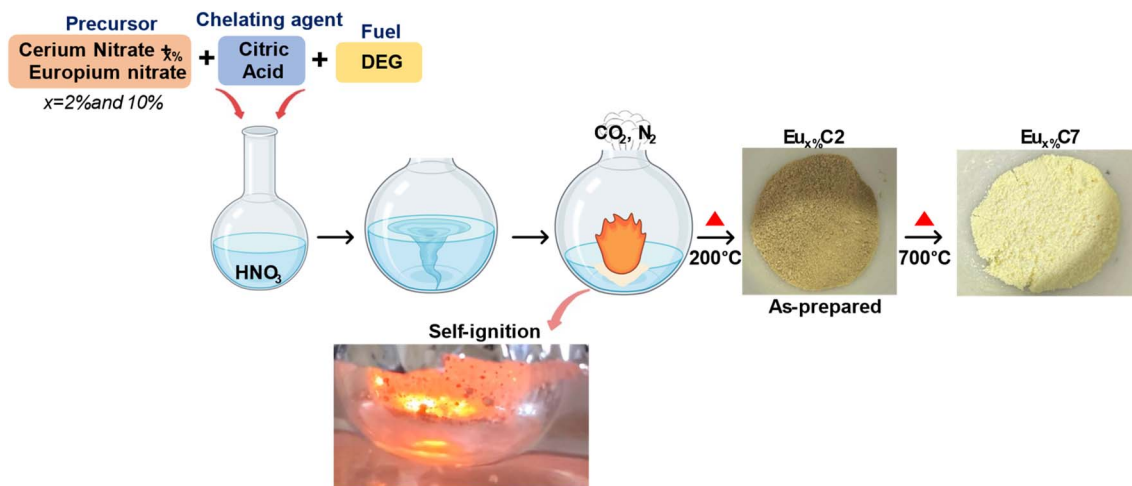 Precursor
Chelating agent
Fuel
Cerium Nitrate + x%
Europium nitrate
+
Citric
Acid
+
DEG
x=2%and 10%
HNO3
CO2, N2
200°C
Eux%C2
As-prepared
700°C
Eux%C7
Self-ignition